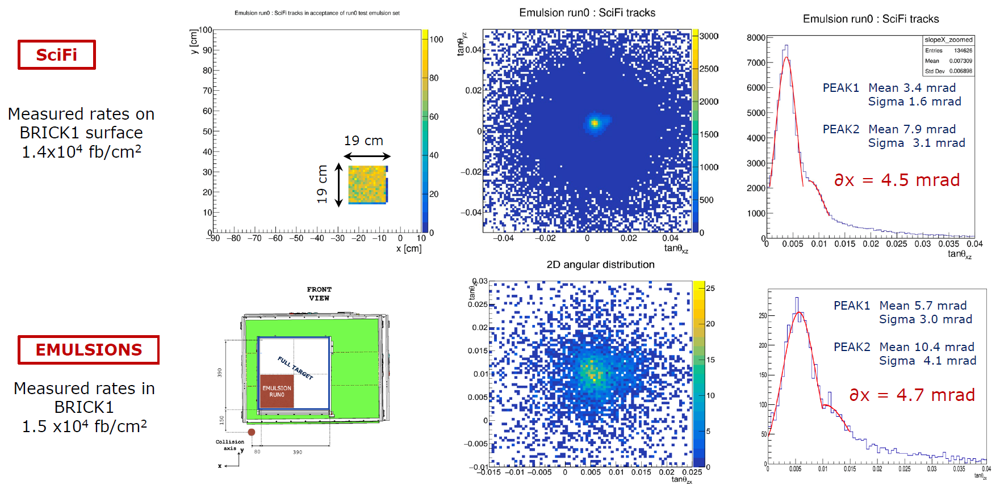 SciFi
Measured rates on
BRICK1 surface
1.4x10⁴ fb/cm²
Emulsion run0 : SciFi tracks in acceptance of run0 test emulsion set
y [cm]
100
90
80
70
60
50
40
30
20
10
0
−90 −80 −70 −60 −50 −40 −30 −20 −10 0 10
x [cm]
19 cm
19 cm
100
80
60
40
20
0
Emulsion run0 : SciFi tracks
tanθyz
0.04
0.02
0
−0.02
−0.04
−0.04 −0.02 0 0.02 0.04
tanθxz
3000
2500
2000
1500
1000
500
0
Emulsion run0 : SciFi tracks
8000
7000
6000
5000
4000
3000
2000
1000
0
0 0.005 0.01 0.015 0.02 0.025 0.03 0.035 0.04
tanθxz
slopeX_zoomed
Entries 134626
Mean 0.007309
Std Dev 0.006898
PEAK1 Mean 3.4 mrad
Sigma 1.6 mrad
PEAK2 Mean 7.9 mrad
Sigma 3.1 mrad
∂x = 4.5 mrad
EMULSIONS
Measured rates in
BRICK1
1.5 x10⁴ fb/cm²
FRONT
VIEW
FULL TARGET
EMULSION
RUN0
390
150
Collision
axis
y
x
80
390
2D angular distribution
0.03
0.025
0.02
0.015
0.01
0.005
0
−0.005
−0.01
−0.015 −0.01 −0.005 0 0.005 0.01 0.015 0.02 0.025
tanθzx
25
20
15
10
5
0
250
200
150
100
50
0
0 0.005 0.01 0.015 0.02 0.025 0.03 0.035 0.04
tanθzx
PEAK1 Mean 5.7 mrad
Sigma 3.0 mrad
PEAK2 Mean 10.4 mrad
Sigma 4.1 mrad
∂x = 4.7 mrad